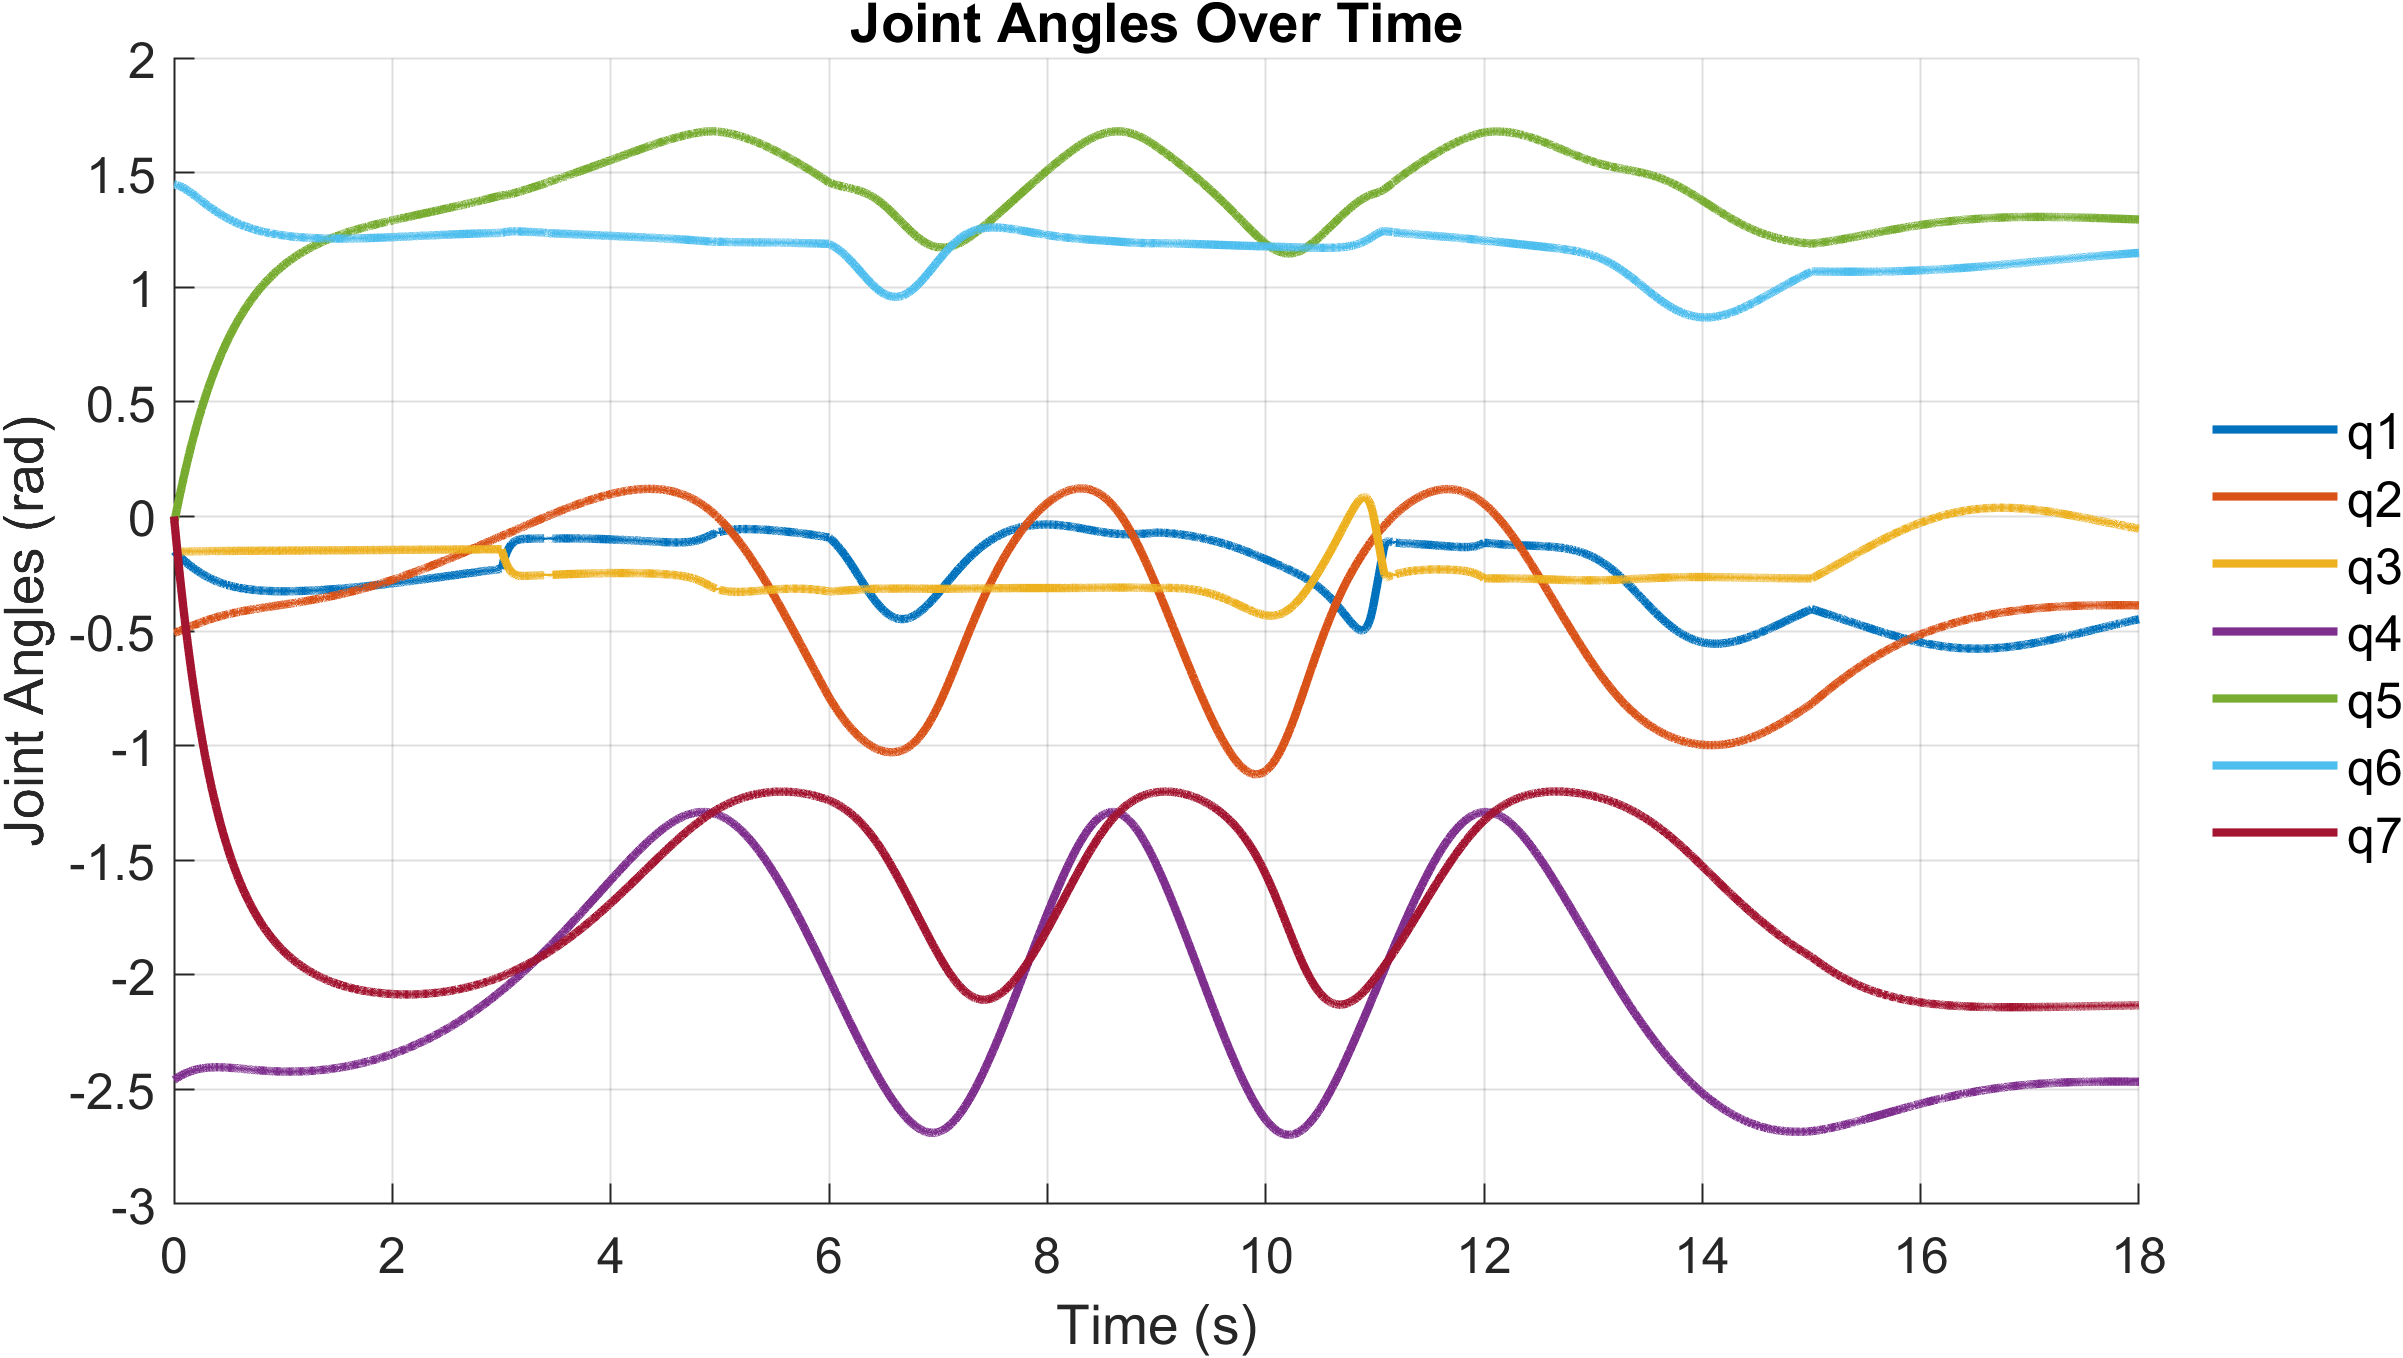 Joint Angles Over Time
Joint Angles (rad)
2
1.5
1
0.5
0
-0.5
-1
-1.5
-2
-2.5
-3
0 2 4 6 8 10 12 14 16 18
Time (s)
q1
q2
q3
q4
q5
q6
q7